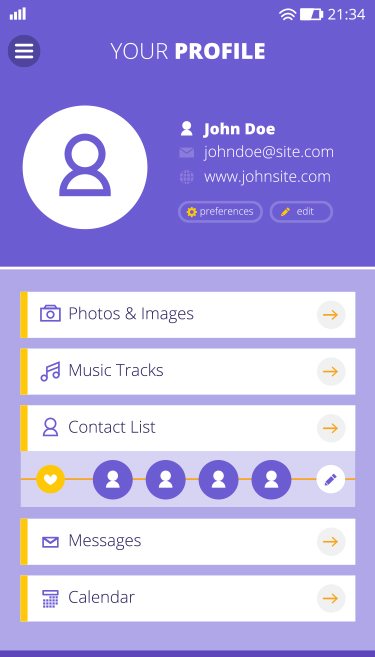 21:34
YOUR PROFILE
John Doe
johndoe@site.com
www.johnsite.com
preferences edit
Photos & Images
Music Tracks
Contact List
Messages
Calendar